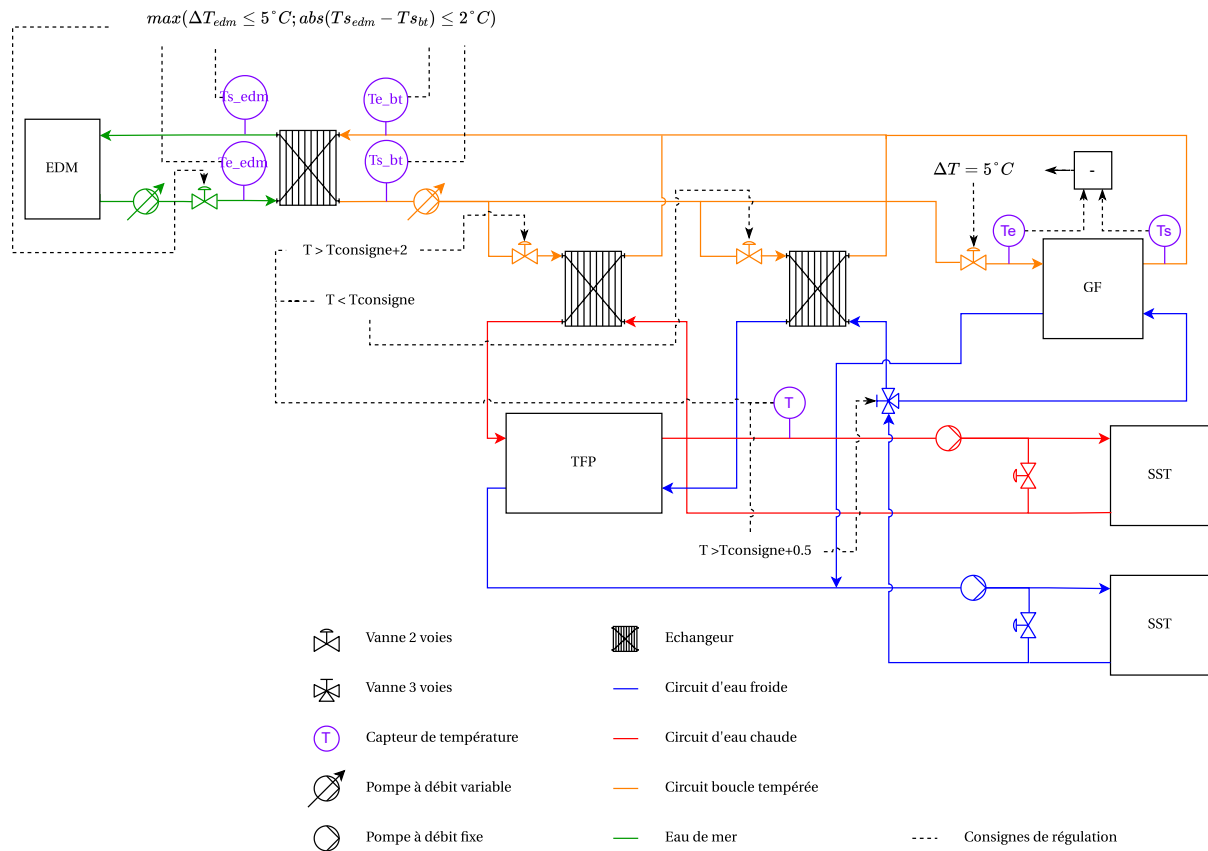 max(ΔT_edm ≤ 5°C; abs(Ts_edm − Ts_bt) ≤ 2°C)
Ts_edm
Te_bt
EDM
Te_edm
Ts_bt
ΔT = 5°C
-
Te
Ts
T > Tconsigne+2
GF
T < Tconsigne
T
TFP
SST
T >Tconsigne+0.5
SST
Vanne 2 voies
Echangeur
Vanne 3 voies
Circuit d'eau froide
T
Capteur de température
Circuit d'eau chaude
Pompe à débit variable
Circuit boucle tempérée
Pompe à débit fixe
Eau de mer
Consignes de régulation